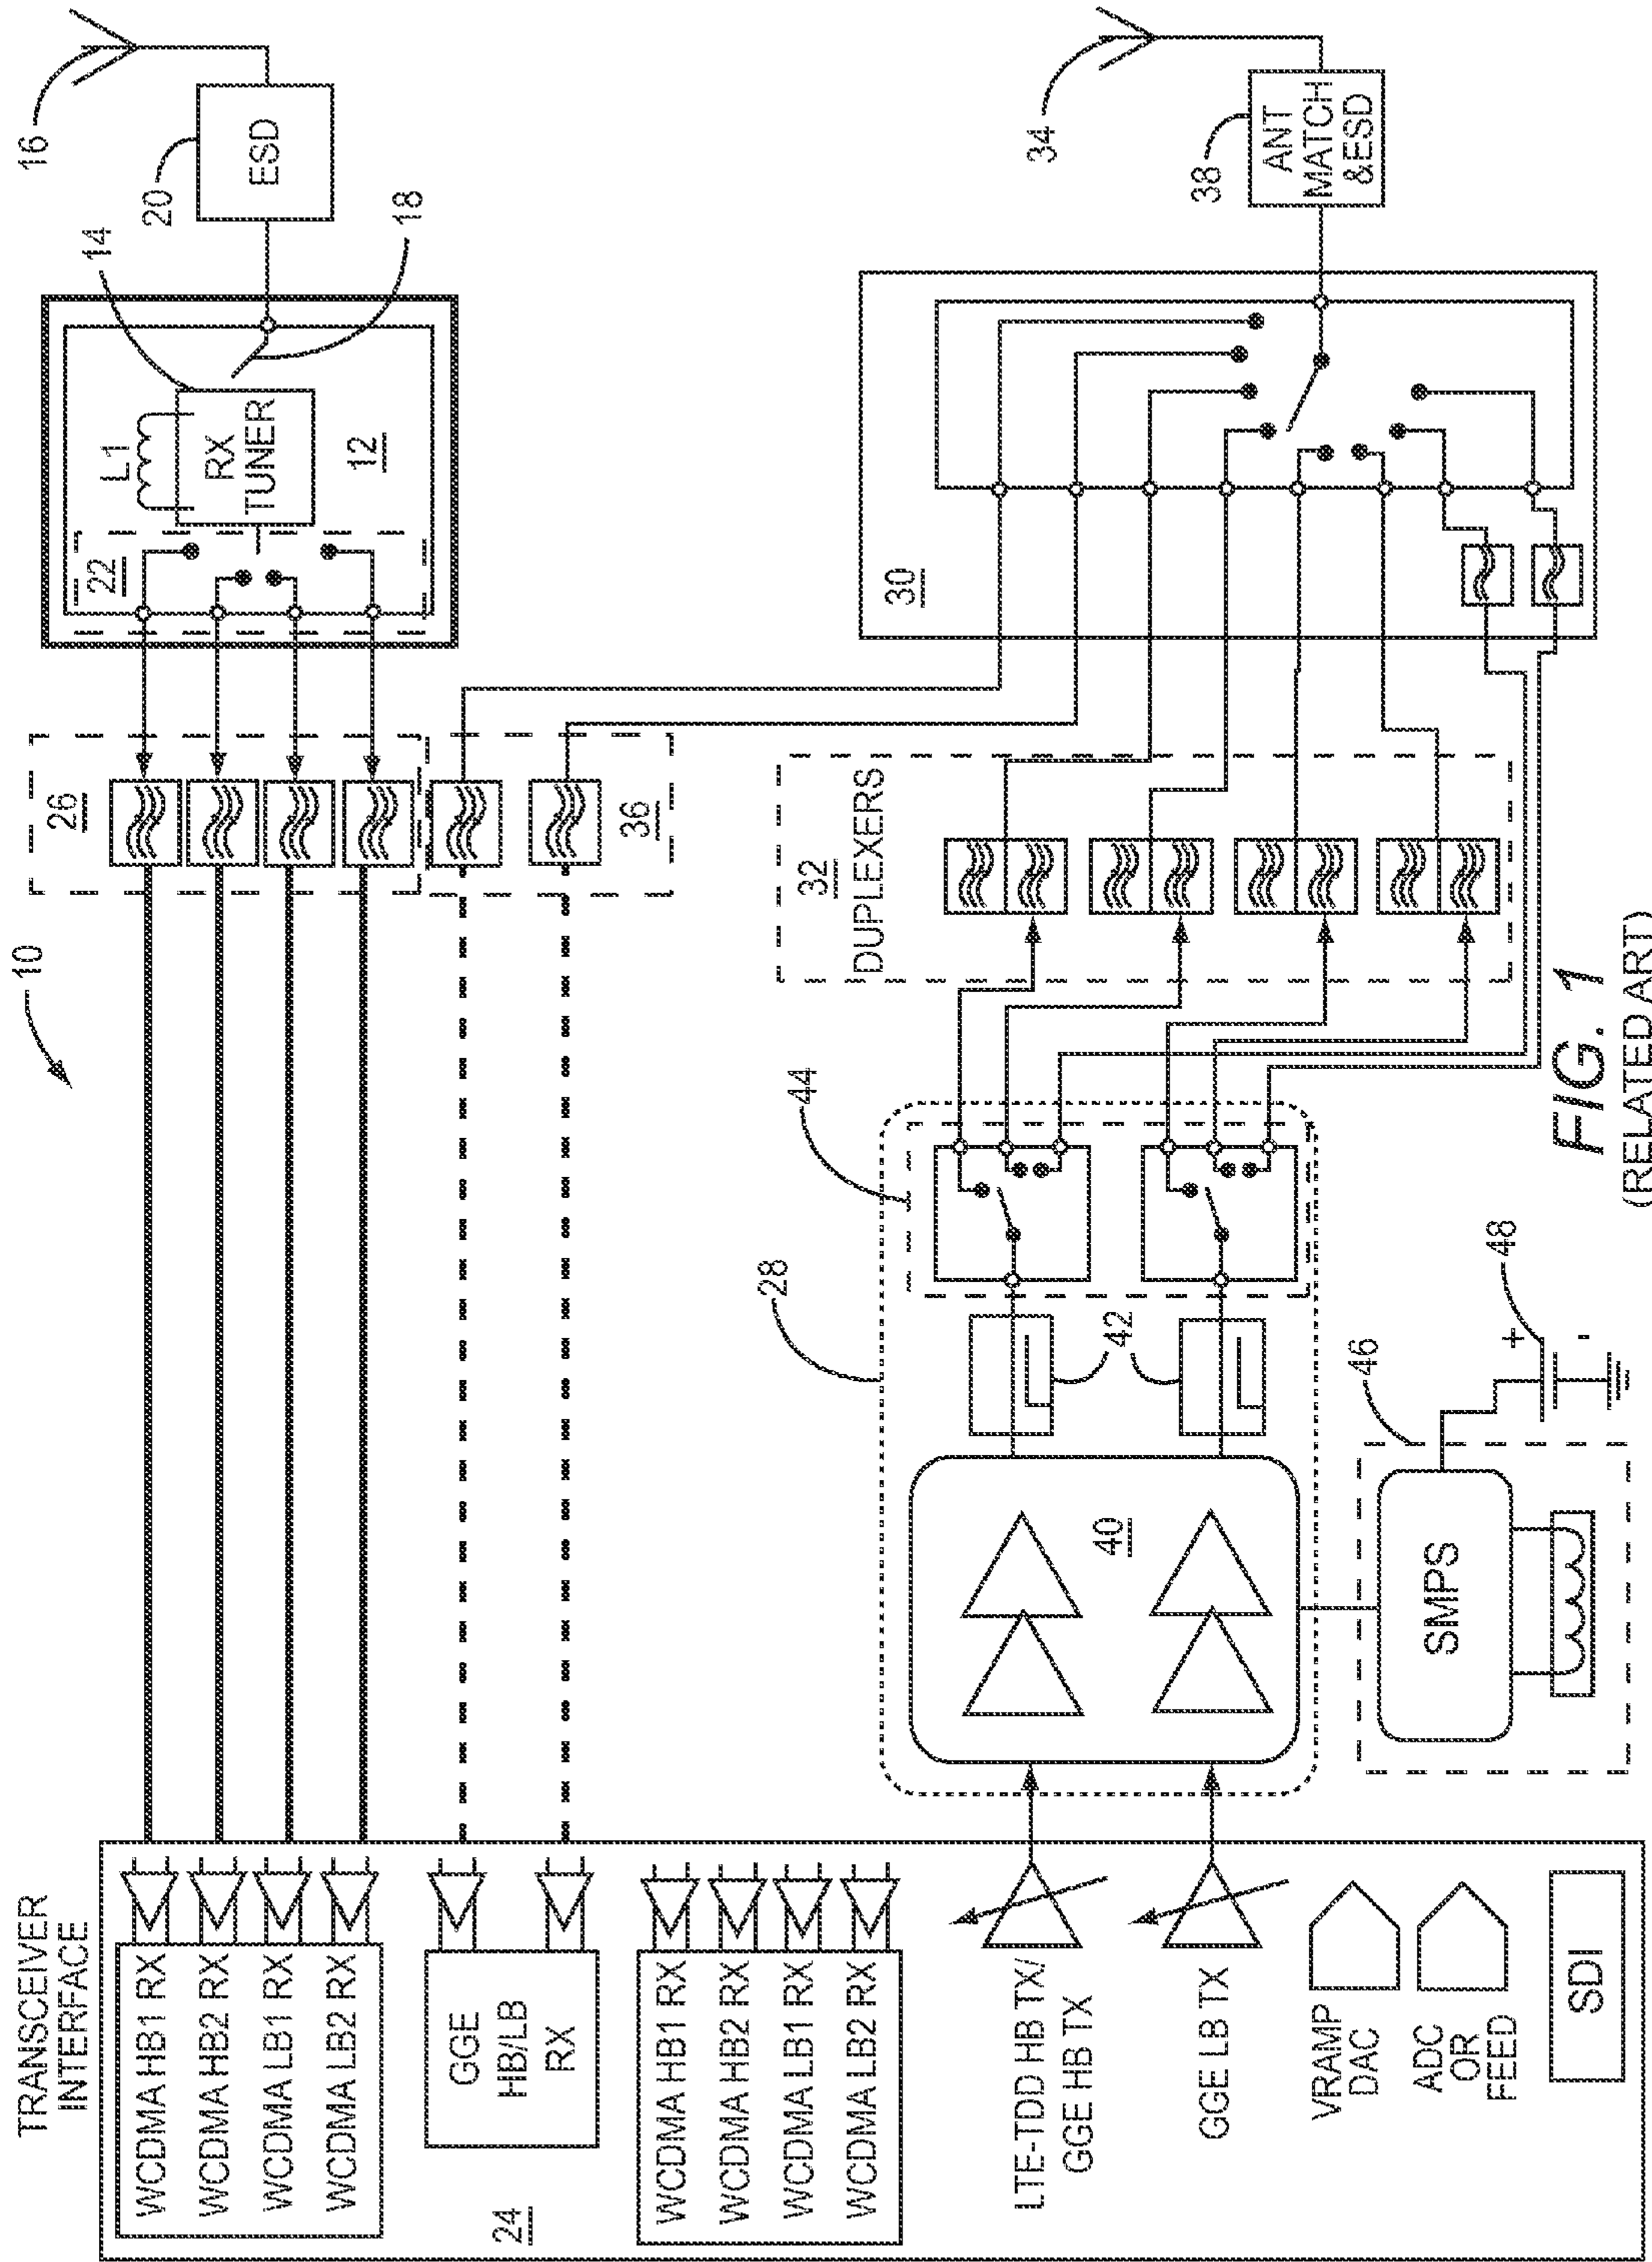 TRANSCEIVER
INTERFACE
WCDMA HB1 RX
WCDMA HB2 RX
WCDMA LB1 RX
WCDMA LB2 RX
24
GGE
HB/LB
RX
WCDMA HB1 RX
WCDMA HB2 RX
WCDMA LB1 RX
WCDMA LB2 RX
LTE-TDD HB TX/
GGE HB TX
GGE LB TX
VRAMP
DAC
ADC
OR
FEED
SDI
10
26
36
22
L1
RX
TUNER
12
14
18
20
ESD
16
28
40
42
44
SMPS
46
48
+
-
32
DUPLEXERS
30
38
ANT
MATCH
&ESD
34
FIG. 1
(RELATED ART)